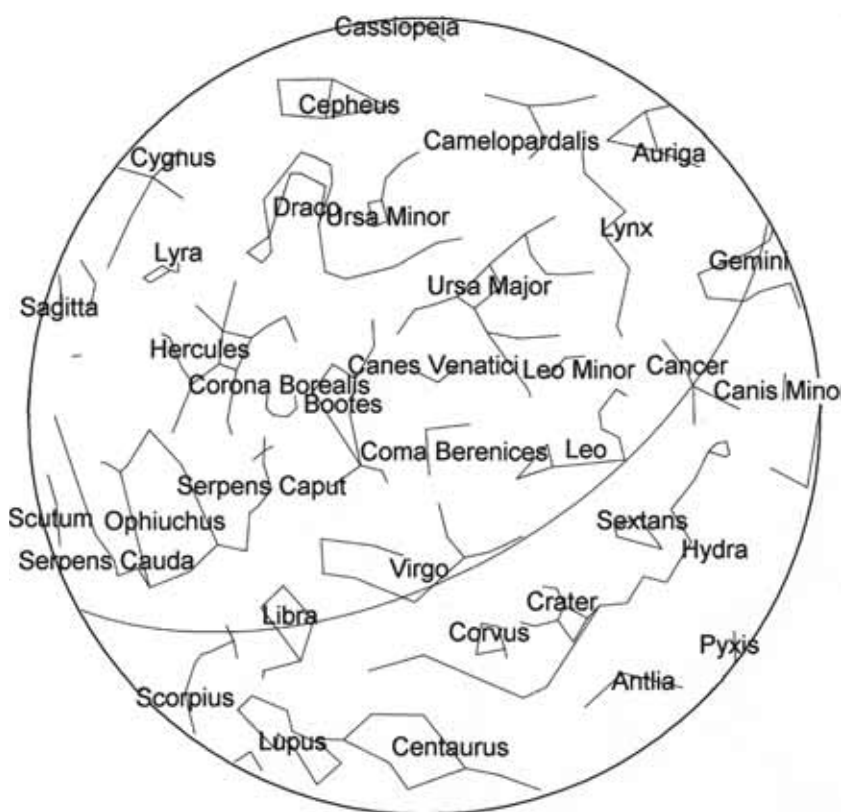 Cassiopeia
Cepheus
Camelopardalis
Auriga
Cygnus
Draco
Ursa Minor
Lynx
Lyra
Gemini
Ursa Major
Sagitta
Hercules
Canes Venatici
Leo Minor
Cancer
Corona Borealis
Canis Minor
Bootes
Coma Berenices
Leo
Serpens Caput
Scutum
Ophiuchus
Sextans
Hydra
Serpens Cauda
Virgo
Crater
Libra
Corvus
Pyxis
Antlia
Scorpius
Lupus
Centaurus